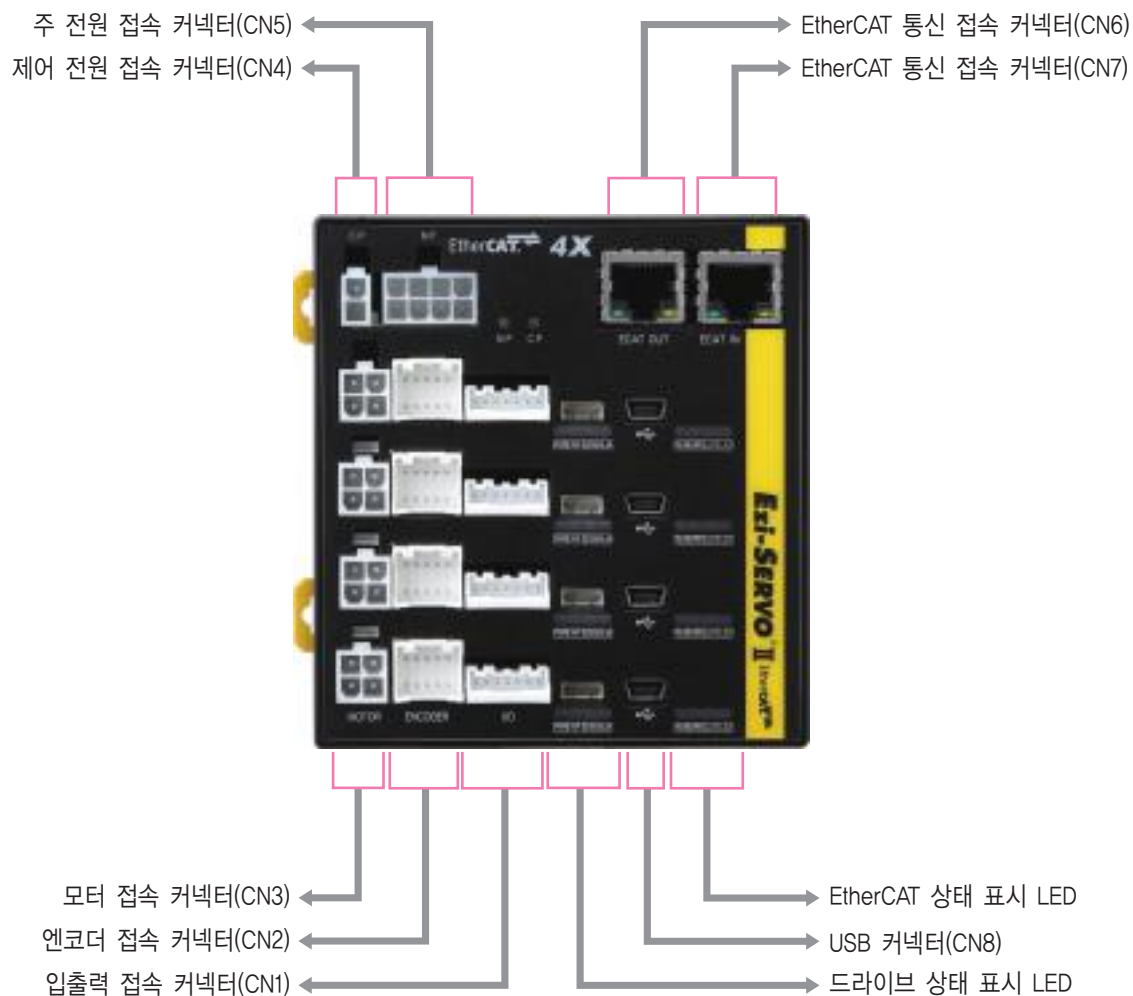 주 전원 접속 커넥터(CN5)
제어 전원 접속 커넥터(CN4)
EtherCAT 통신 접속 커넥터(CN6)
EtherCAT 통신 접속 커넥터(CN7)
EtherCAT 4X
M.P C.P
ECAT OUT
ECAT IN
Ezi-SERVO II EtherCAT
MOTOR
ENCODER
I/O
모터 접속 커넥터(CN3)
엔코더 접속 커넥터(CN2)
입출력 접속 커넥터(CN1)
EtherCAT 상태 표시 LED
USB 커넥터(CN8)
드라이브 상태 표시 LED